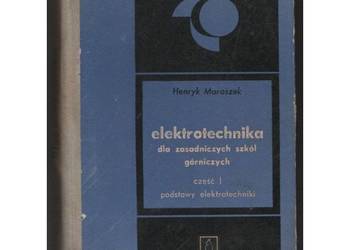 Henryk Maraszek
elektrotechnika
dla zasadniczych szkół
górniczych
część I
podstawy elektrotechniki